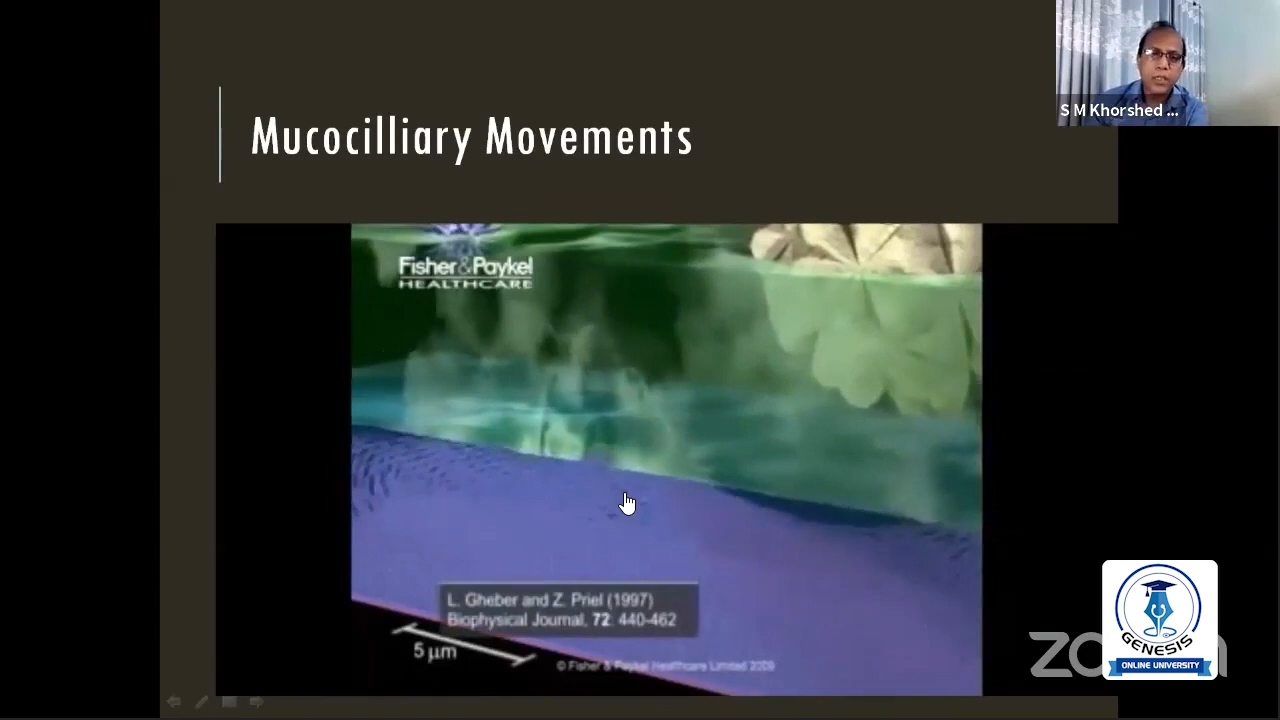 Mucocilliary Movements
S M Khorshed ...
Fisher&Paykel
HEALTHCARE
L. Gheber and Z. Priel (1997)
Biophysical Journal, 72: 440-462
5 μm
© Fisher & Paykel Healthcare Limited 2009
zoom
GENESIS
ONLINE UNIVERSITY